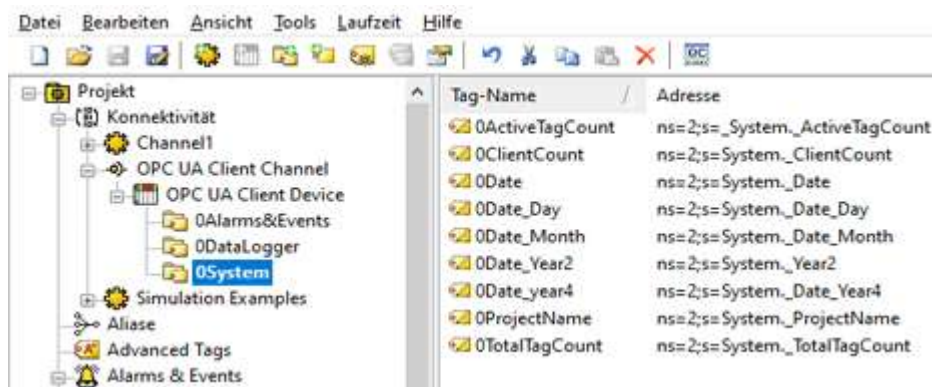 Datei Bearbeiten Ansicht Tools Laufzeit Hilfe
Projekt
Konnektivität
Channel1
OPC UA Client Channel
OPC UA Client Device
0Alarms&Events
0DataLogger
0System
Simulation Examples
Aliase
Advanced Tags
Alarms & Events
Tag-Name / Adresse
0ActiveTagCount ns=2;s=_System._ActiveTagCount
0ClientCount ns=2;s=System._ClientCount
0Date ns=2;s=System._Date
0Date_Day ns=2;s=System._Date_Day
0Date_Month ns=2;s=System._Date_Month
0Date_Year2 ns=2;s=System._Year2
0Date_year4 ns=2;s=System._Date_Year4
0ProjectName ns=2;s=System._ProjectName
0TotalTagCount ns=2;s=System._TotalTagCount